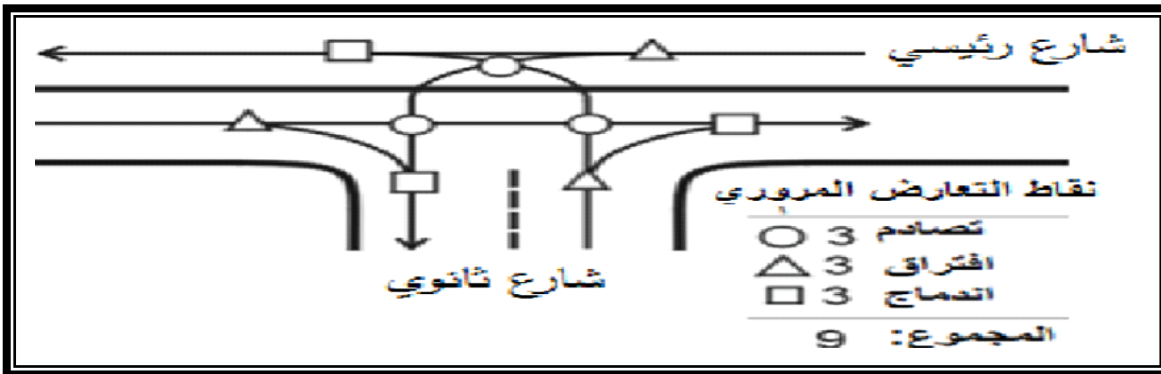 شارع رئيسي
نقاط التعارض المروري
تصادم 3
افتراق 3
اندماج 3
المجموع: 9
شارع ثانوي